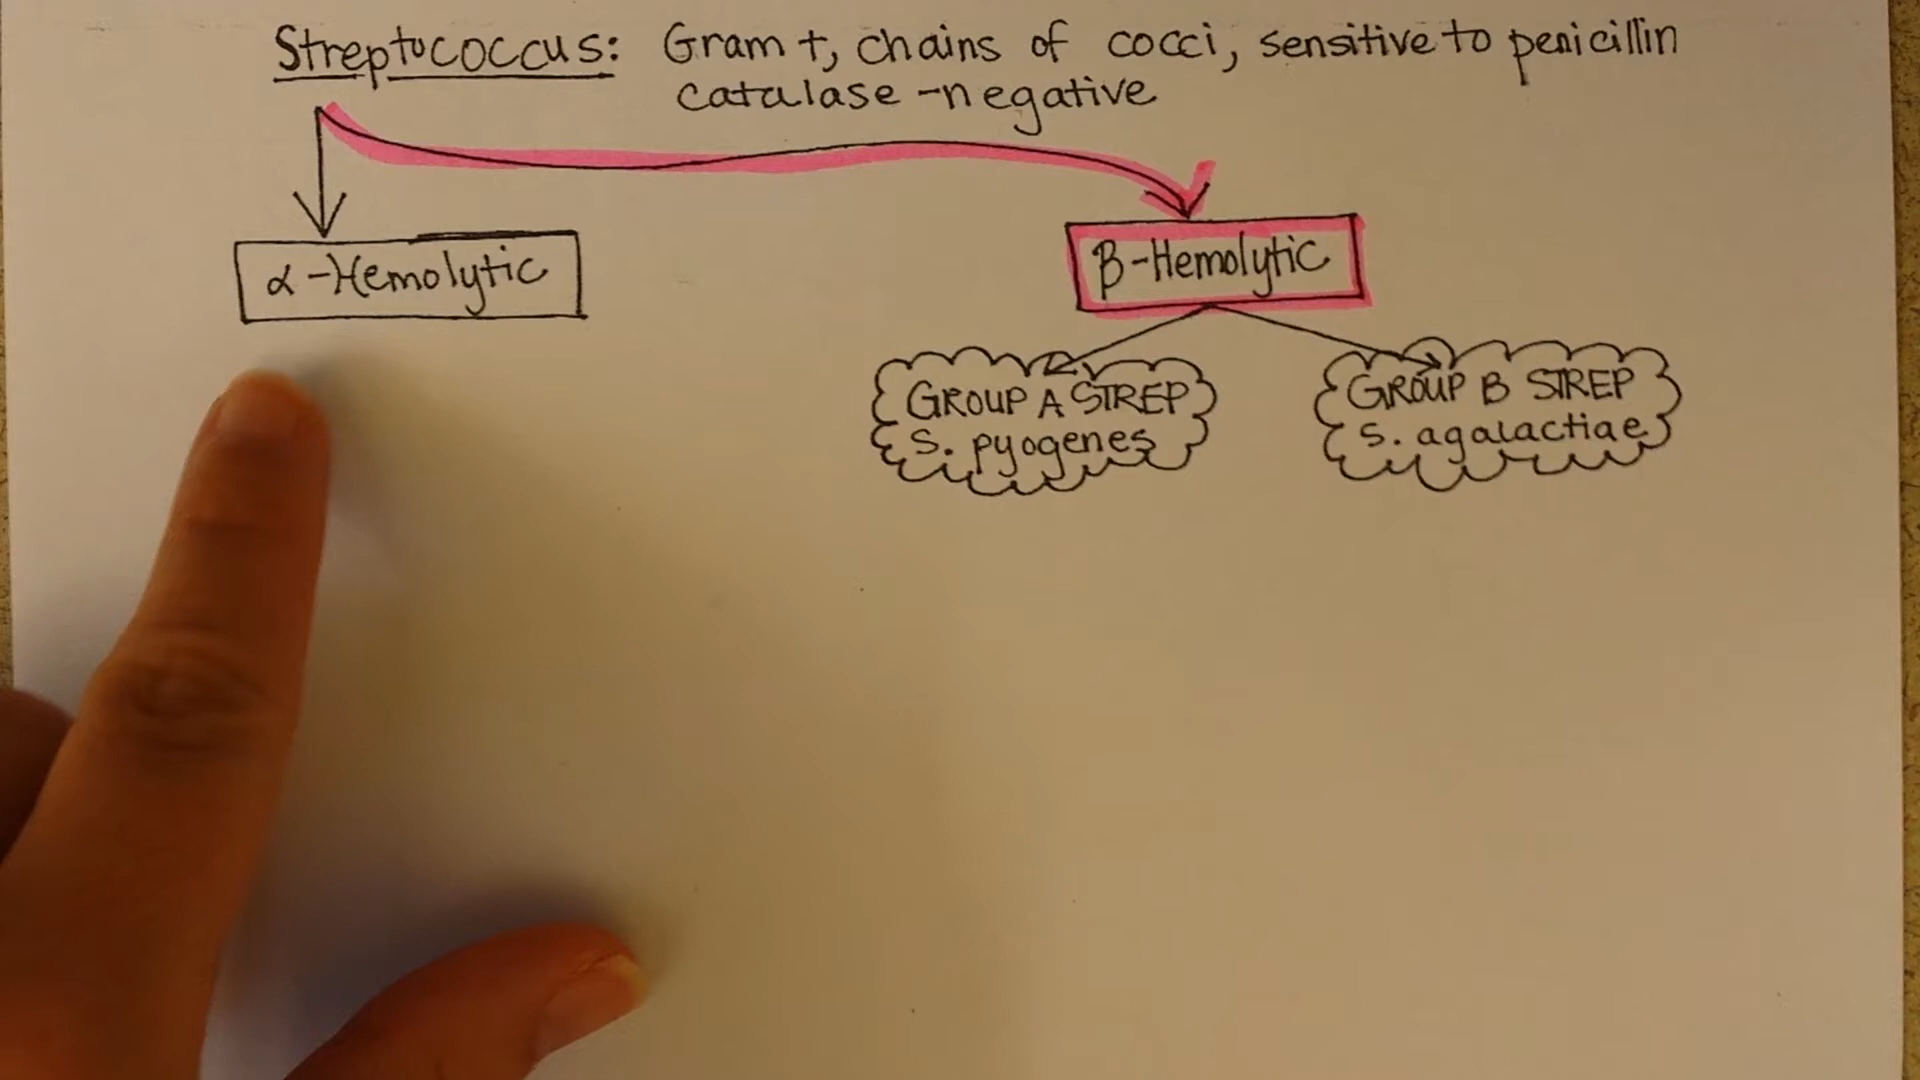 Streptococcus: Gram +, chains of cocci, sensitive to penicillin
catalase -negative
α-Hemolytic
β-Hemolytic
GROUP A STREP
S. pyogenes
GROUP B STREP
S. agalactiae